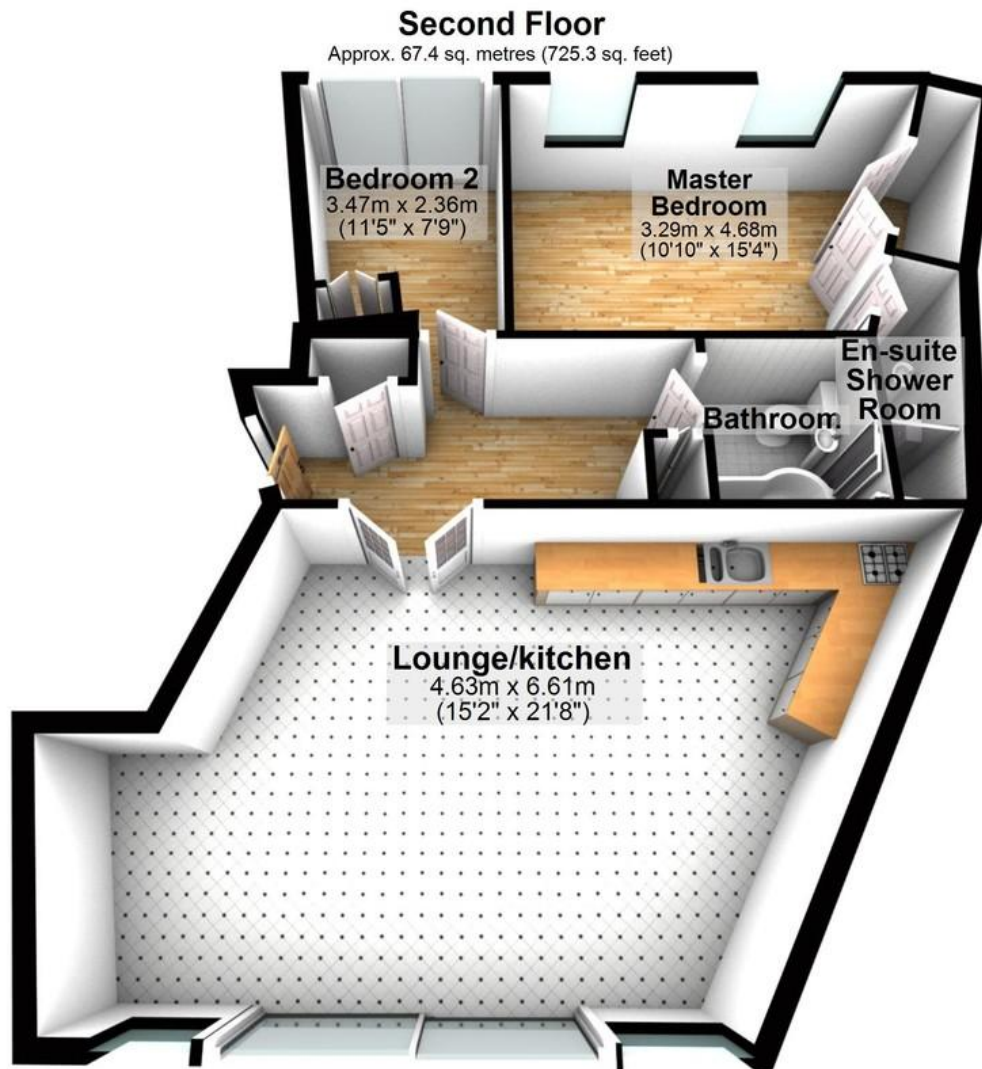 Second Floor
Approx. 67.4 sq. metres (725.3 sq. feet)
Bedroom 2
3.47m x 2.36m
(11'5" x 7'9")
Master
Bedroom
3.29m x 4.68m
(10'10" x 15'4")
En-suite
Shower
Room
Bathroom
Lounge/kitchen
4.63m x 6.61m
(15'2" x 21'8")